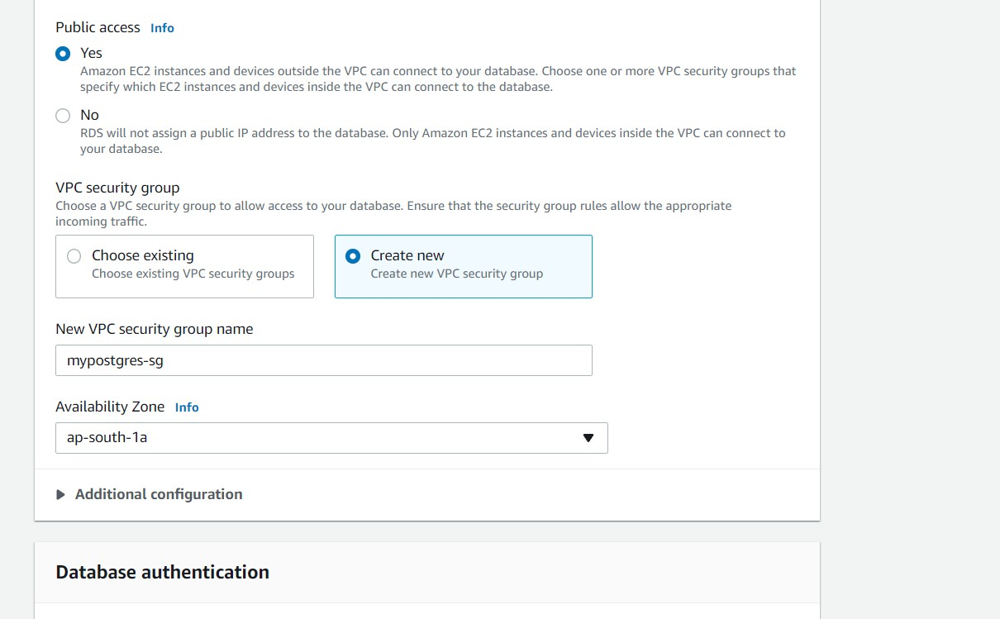 Public access Info
Yes
Amazon EC2 instances and devices outside the VPC can connect to your database. Choose one or more VPC security groups that
specify which EC2 instances and devices inside the VPC can connect to the database.
No
RDS will not assign a public IP address to the database. Only Amazon EC2 instances and devices inside the VPC can connect to
your database.
VPC security group
Choose a VPC security group to allow access to your database. Ensure that the security group rules allow the appropriate
incoming traffic.
Choose existing
Choose existing VPC security groups
Create new
Create new VPC security group
New VPC security group name
mypostgres-sg
Availability Zone Info
ap-south-1a
Additional configuration
Database authentication